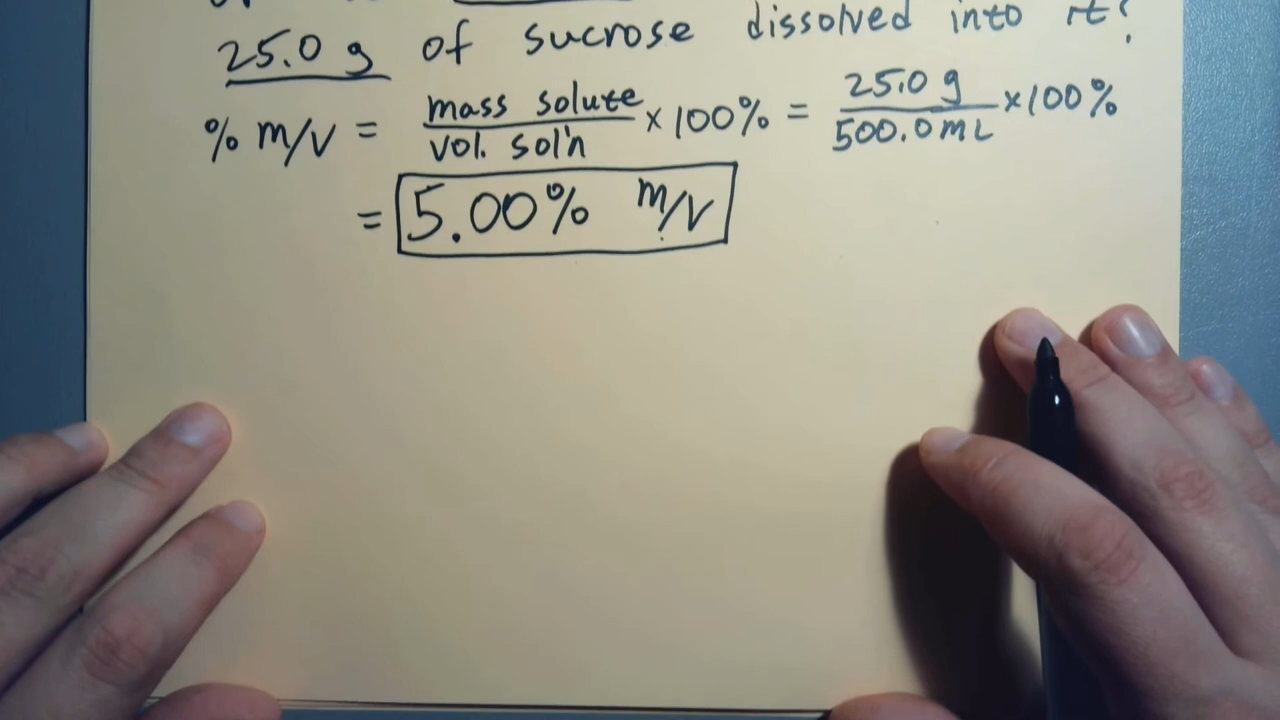 25.0 g of sucrose dissolved into it?
% m/v = mass solute / vol. sol'n x 100% = 25.0 g / 500.0 mL x 100%
= 5.00% m/v